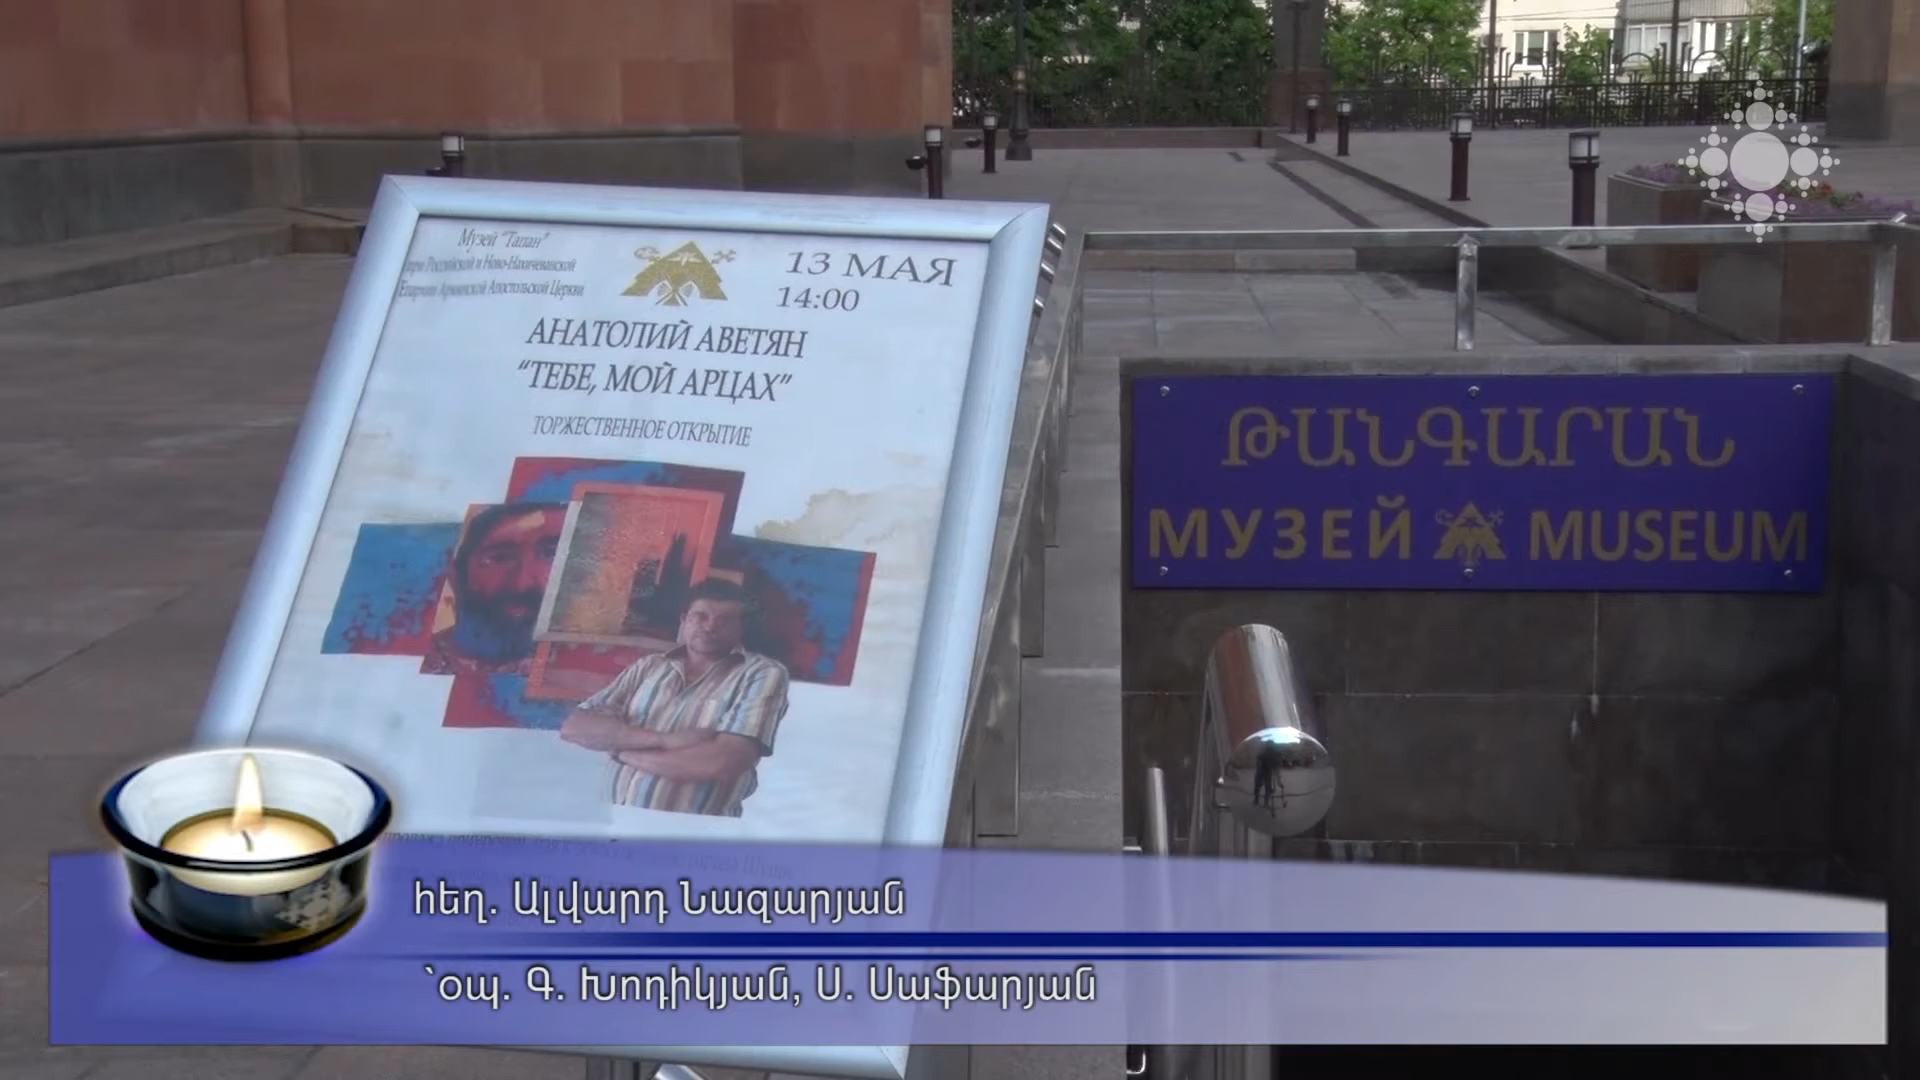 Музей "Тапан"
при Российской и Ново-Нахичеванской
Епархии Армянской Апостольской Церкви
13 МАЯ
14:00
АНАТОЛИЙ АВЕТЯН
“ТЕБЕ, МОЙ АРЦАХ”
ТОРЖЕСТВЕННОЕ ОТКРЫТИЕ
ԹԱՆԳԱՐԱՆ
МУЗЕЙ MUSEUM
հեղ. Ալվարդ Նազարյան
՝օպ. Գ. Խոդիկյան, Ս. Սաֆարյան